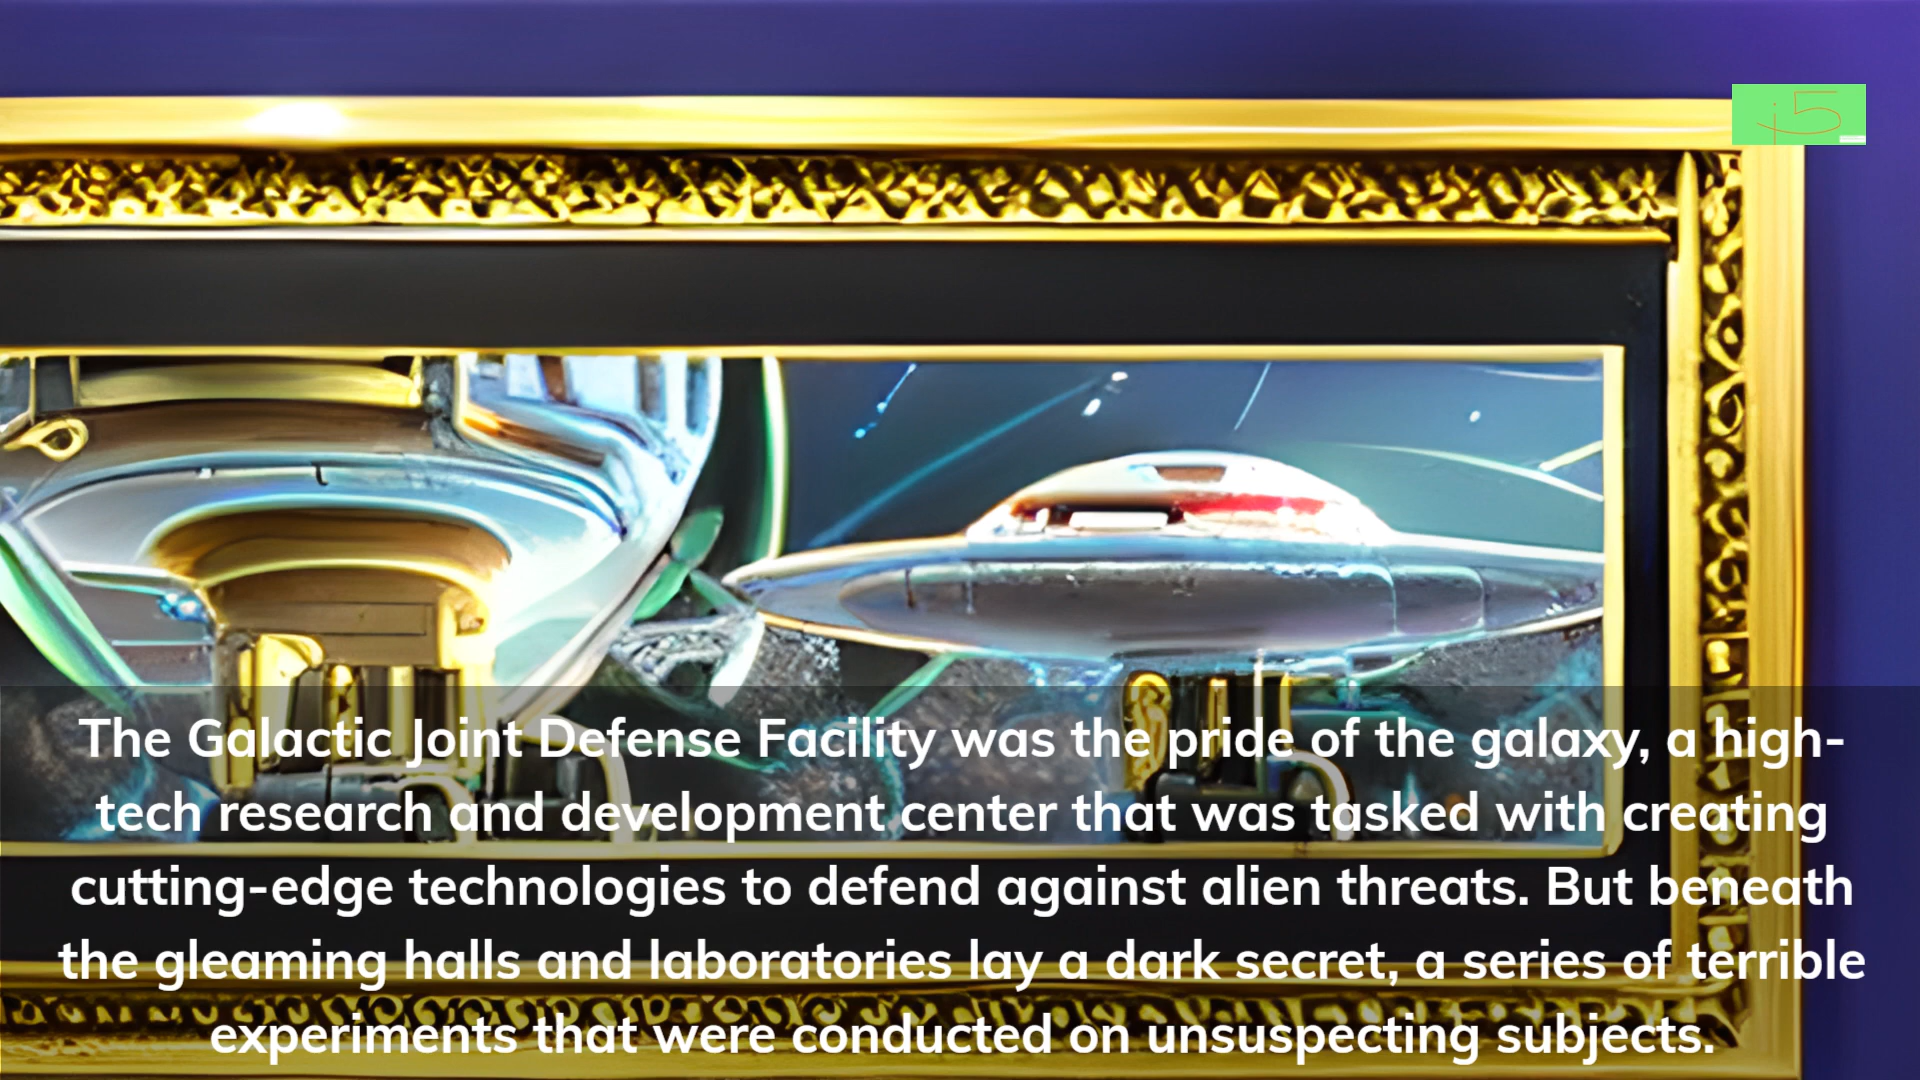 i5
The Galactic Joint Defense Facility was the pride of the galaxy, a high-
tech research and development center that was tasked with creating
cutting-edge technologies to defend against alien threats. But beneath
the gleaming halls and laboratories lay a dark secret, a series of terrible
experiments that were conducted on unsuspecting subjects.